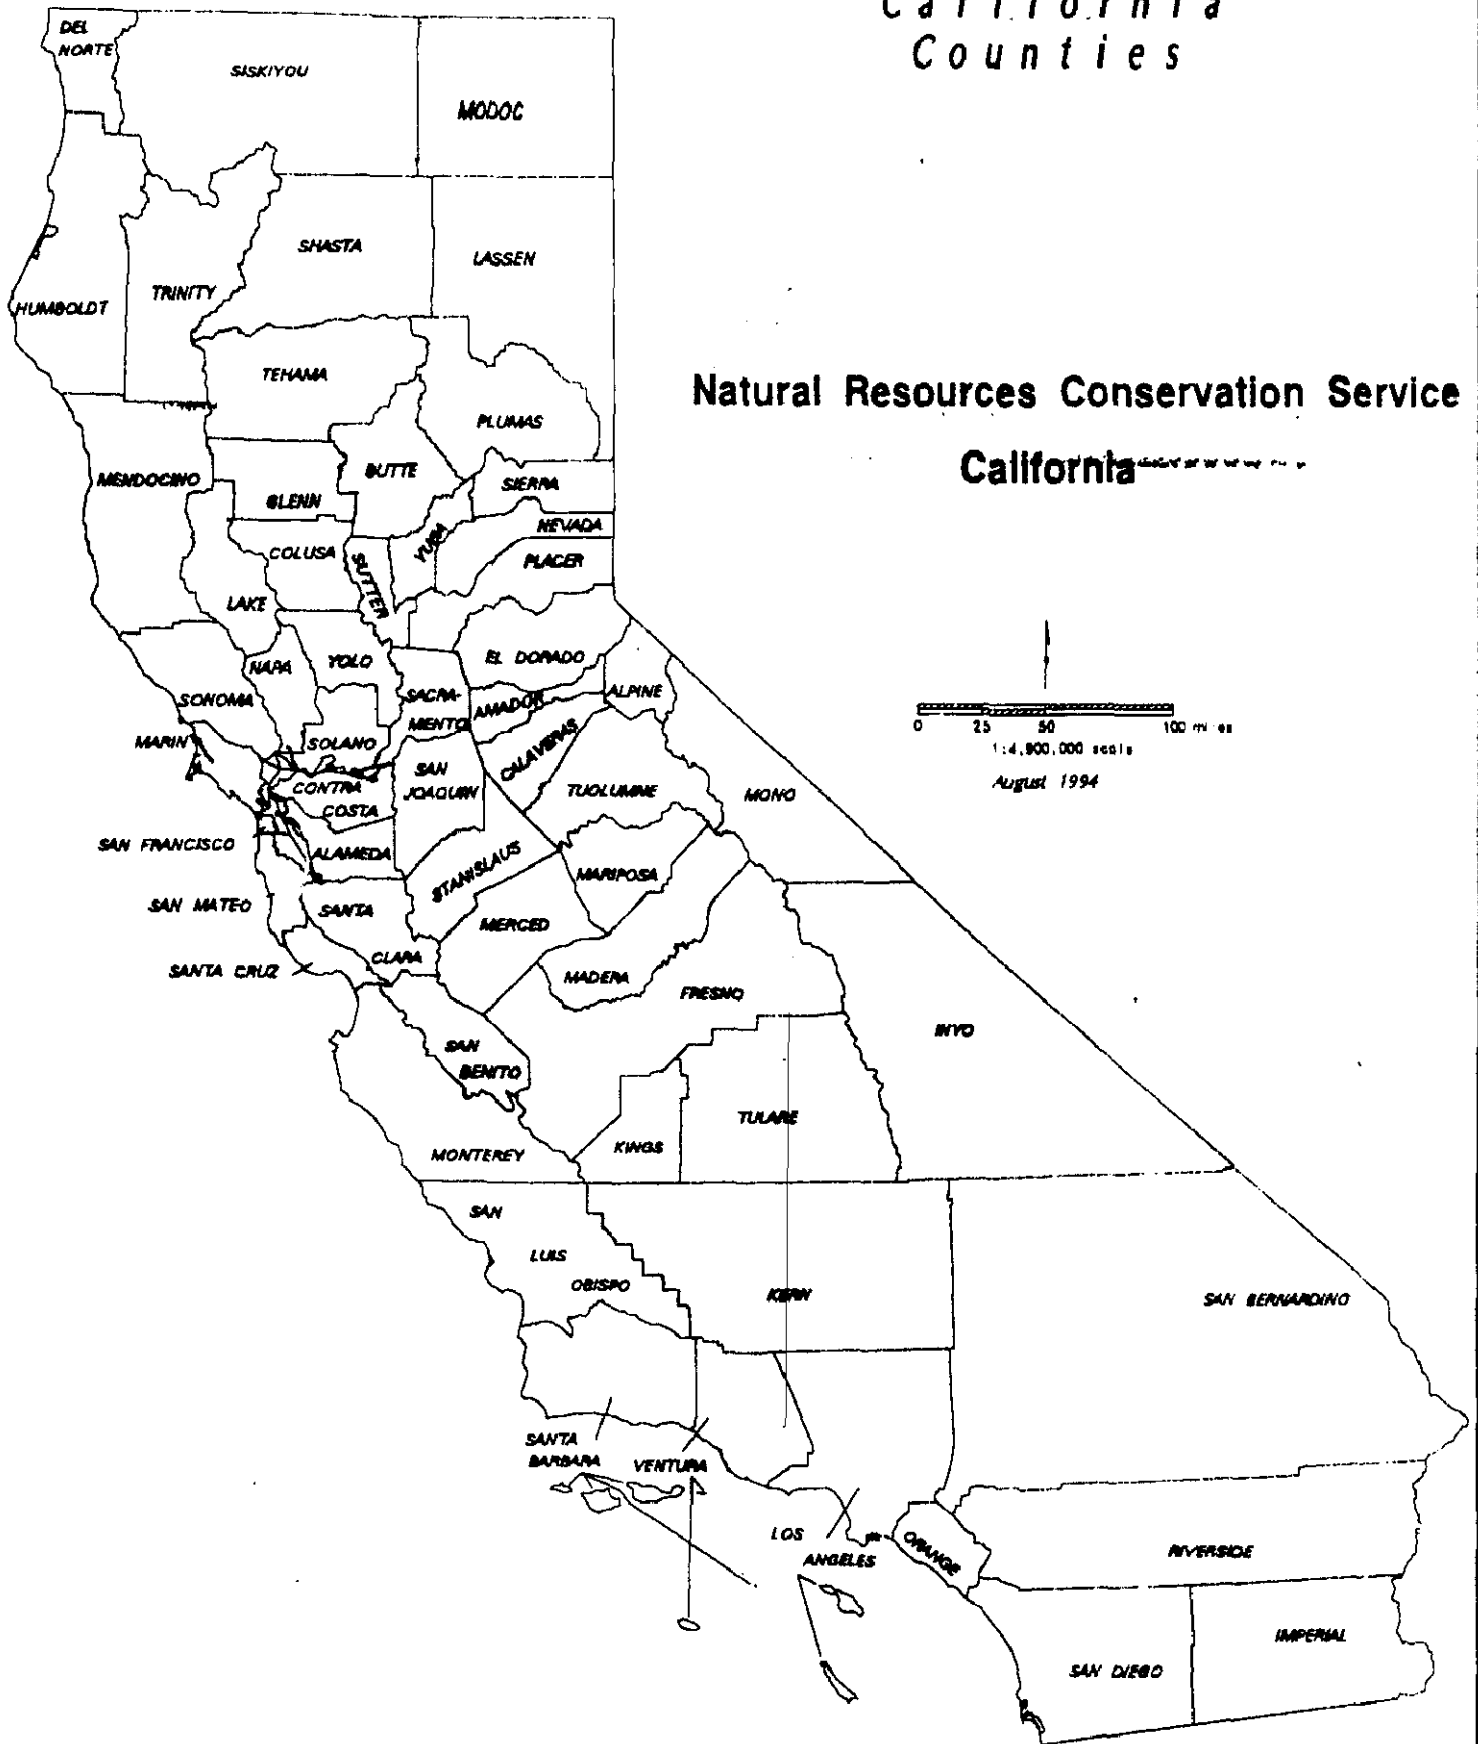 California
Counties
DEL
NORTE
SISKIYOU
MODOC
SHASTA
LASSEN
TRINITY
HUMBOLDT
TEHAMA
Natural Resources Conservation Service
California
PLUMAS
BUTTE
MENDOCINO
SIERRA
GLENN
NEVADA
YUBA
COLUSA
SUTTER
PLACER
LAKE
EL DORADO
YOLO
NAPA
ALPINE
SACRA-
MENTO
AMADOR
SONOMA
MARIN
SOLANO
CALAVERAS
0 25 50 100 miles
1:4,900,000 scale
August 1994
SAN
JOAQUIN
CONTRA
COSTA
TUOLUMNE
MONO
SAN FRANCISCO
ALAMEDA
STANISLAUS
MARIPOSA
SAN MATEO
SANTA
CLARA
MERCED
SANTA CRUZ
MADERA
FRESNO
INYO
SAN
BENITO
TULARE
KINGS
MONTEREY
SAN
LUIS
OBISPO
KERN
SAN BERNARDINO
SANTA
BARBARA
VENTURA
LOS
ANGELES
ORANGE
RIVERSIDE
IMPERIAL
SAN DIEGO